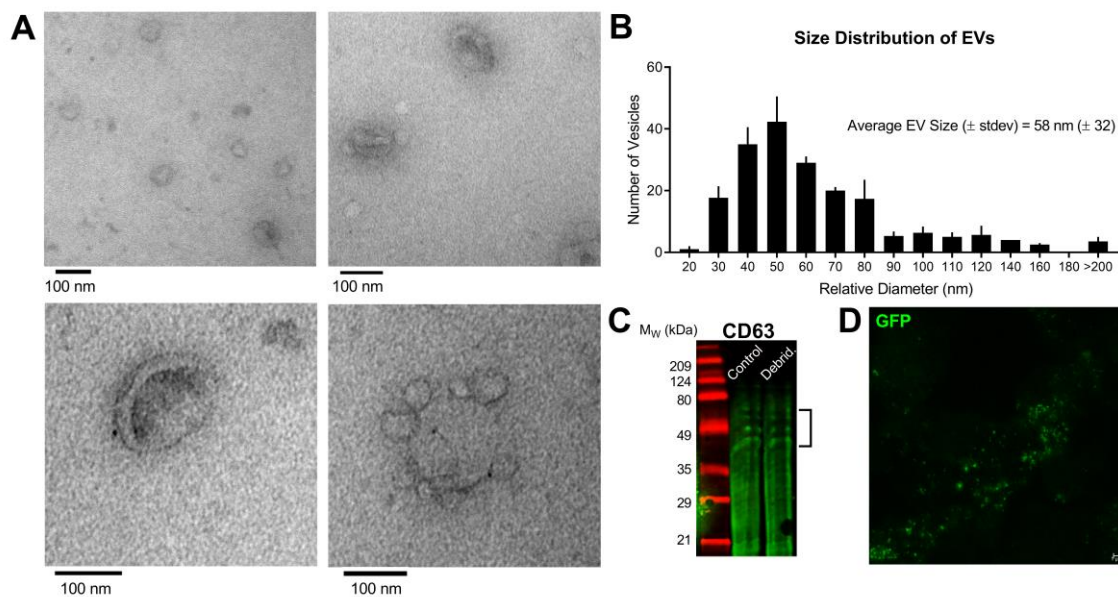 A
100 nm
100 nm
100 nm
100 nm
B
Size Distribution of EVs
Number of Vesicles
60
40
20
0
Average EV Size (± stdev) = 58 nm (± 32)
20 30 40 50 60 70 80 90 100 110 120 140 160 180 >200
Relative Diameter (nm)
C
Mw (kDa)
CD63
Control
Debrid.
209
124
80
49
35
29
21
D
GFP